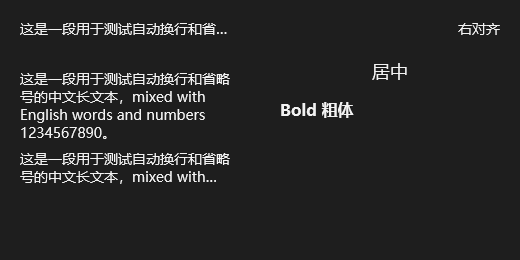 这是一段用于测试自动换行和省...
右对齐
居中
这是一段用于测试自动换行和省略
号的中文长文本，mixed with
English words and numbers
1234567890。
Bold 粗体
这是一段用于测试自动换行和省略
号的中文长文本，mixed with...